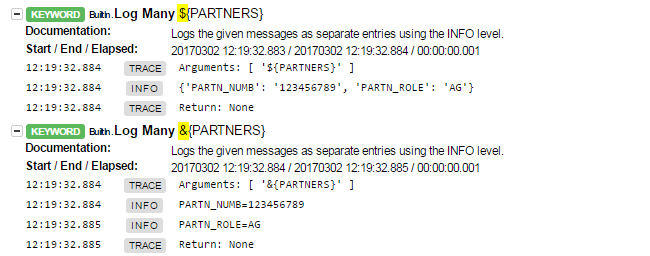 KEYWORD BuiltIn.Log Many ${PARTNERS}
Documentation: Logs the given messages as separate entries using the INFO level.
Start / End / Elapsed: 20170302 12:19:32.883 / 20170302 12:19:32.884 / 00:00:00.001
12:19:32.884 TRACE Arguments: [ '${PARTNERS}' ]
12:19:32.884 INFO {'PARTN_NUMB': '123456789', 'PARTN_ROLE': 'AG'}
12:19:32.884 TRACE Return: None
KEYWORD BuiltIn.Log Many &{PARTNERS}
Documentation: Logs the given messages as separate entries using the INFO level.
Start / End / Elapsed: 20170302 12:19:32.884 / 20170302 12:19:32.885 / 00:00:00.001
12:19:32.884 TRACE Arguments: [ '&{PARTNERS}' ]
12:19:32.884 INFO PARTN_NUMB=123456789
12:19:32.885 INFO PARTN_ROLE=AG
12:19:32.885 TRACE Return: None